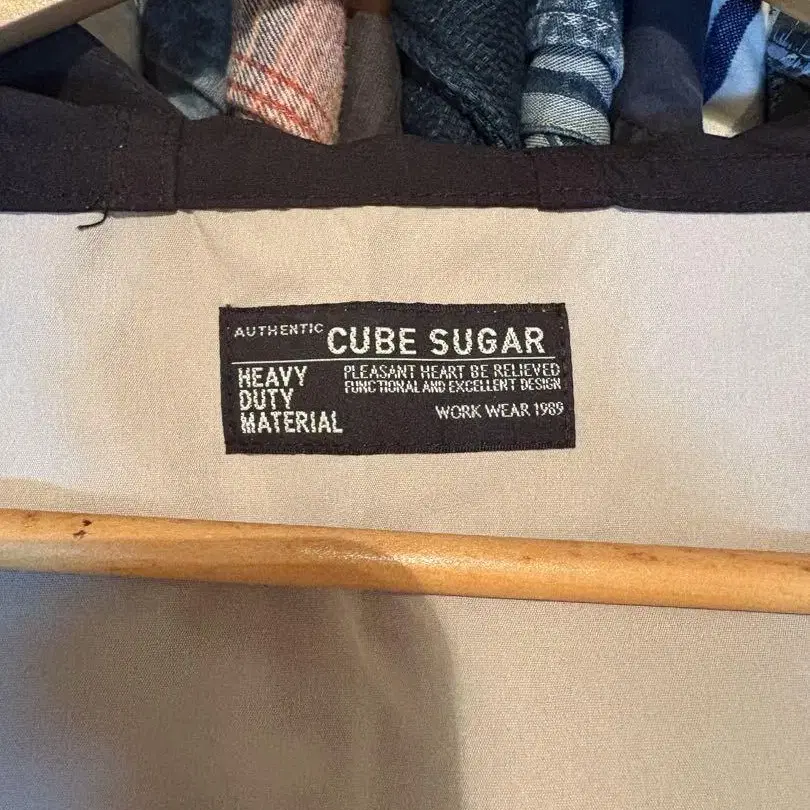 AUTHENTIC CUBE SUGAR
HEAVY DUTY MATERIAL
PLEASANT HEART BE RELIEVED
FUNCTIONAL AND EXCELLENT DESIGN
WORK WEAR 1989